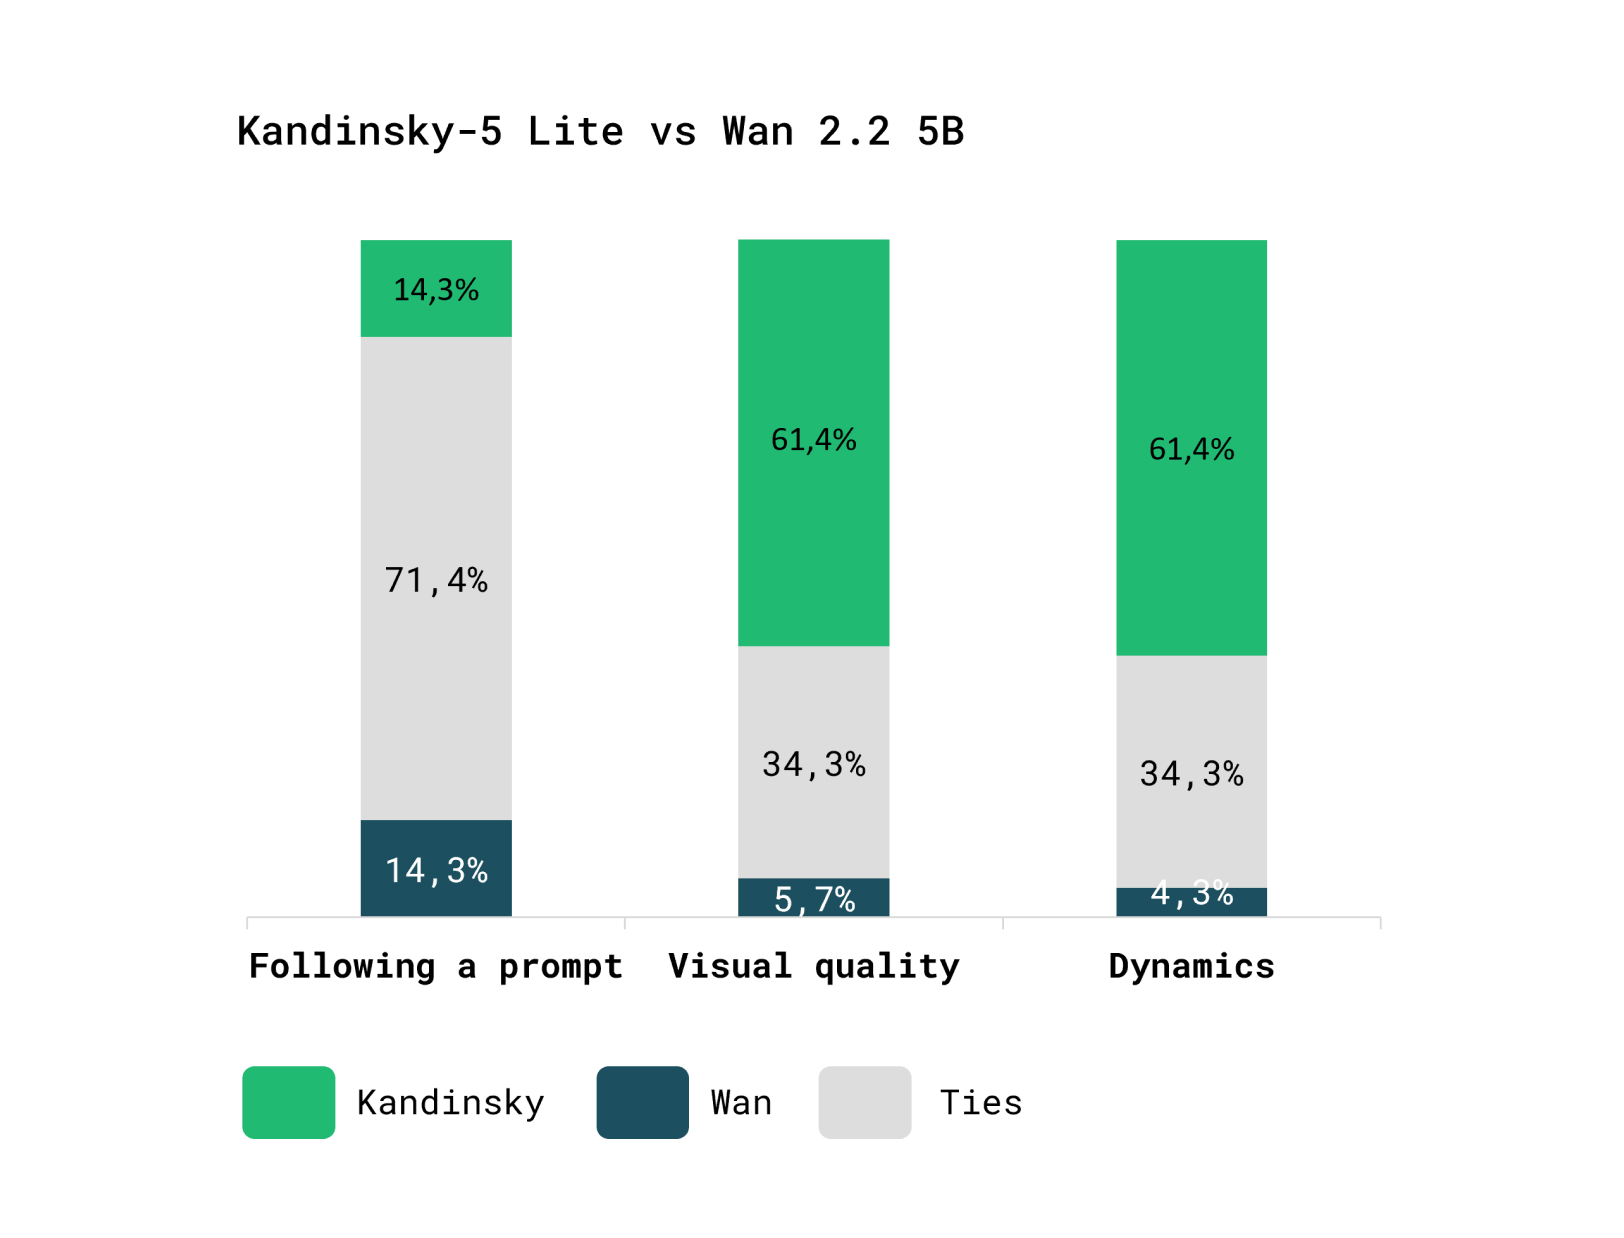 Kandinsky-5 Lite vs Wan 2.2 5B
14,3%
61,4%
61,4%
71,4%
34,3%
34,3%
14,3%
5,7%
4,3%
Following a prompt
Visual quality
Dynamics
Kandinsky
Wan
Ties